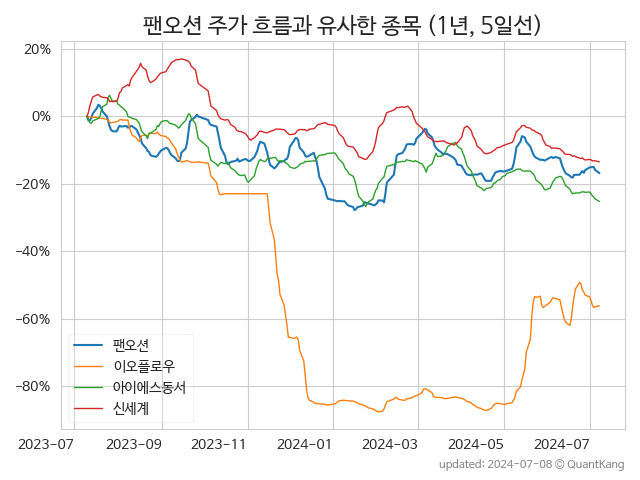 팬오션 주가 흐름과 유사한 종목 (1년, 5일선)
20%
0%
−20%
−40%
−60%
−80%
팬오션
이오플로우
아이에스동서
신세계
2023-07 2023-09 2023-11 2024-01 2024-03 2024-05 2024-07
updated: 2024-07-08 © QuantKang